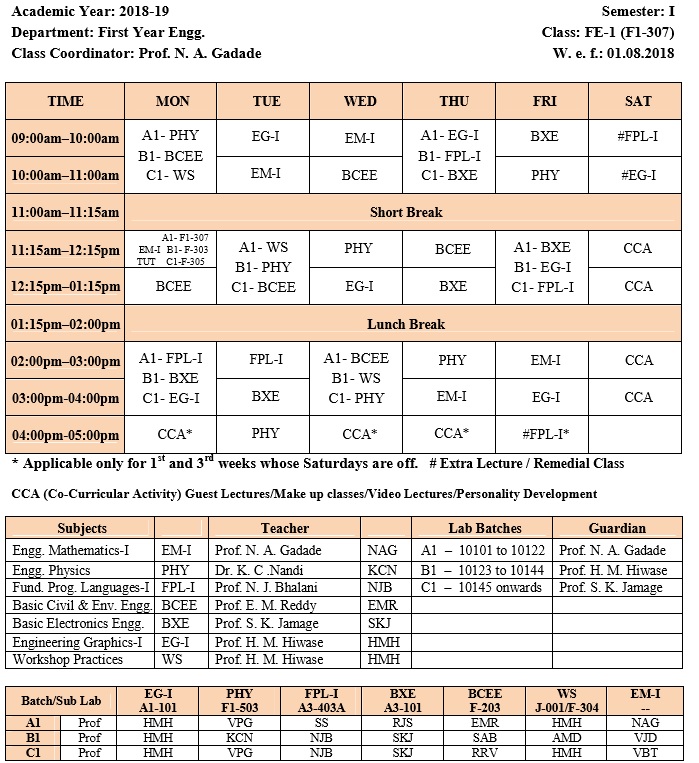 Academic Year: 2018-19 Semester: I
Department: First Year Engg. Class: FE-1 (F1-307)
Class Coordinator: Prof. N. A. Gadade W. e. f.: 01.08.2018
TIME MON TUE WED THU FRI SAT
09:00am–10:00am A1- PHY EG-I EM-I A1- EG-I BXE #FPL-I
B1- BCEE B1- FPL-I
10:00am–11:00am C1- WS EM-I BCEE C1- BXE PHY #EG-I
11:00am–11:15am Short Break
11:15am–12:15pm A1- F1-307 A1- WS PHY BCEE A1- BXE CCA
EM-I B1- F-303 B1- PHY B1- EG-I
TUT C1-F-305
12:15pm–01:15pm BCEE C1- BCEE EG-I BXE C1- FPL-I CCA
01:15pm–02:00pm Lunch Break
02:00pm–03:00pm A1- FPL-I FPL-I A1- BCEE PHY EM-I CCA
B1- BXE B1- WS
03:00pm-04:00pm C1- EG-I BXE C1- PHY EM-I EG-I CCA
04:00pm-05:00pm CCA* PHY CCA* CCA* #FPL-I*
* Applicable only for 1st and 3rd weeks whose Saturdays are off. # Extra Lecture / Remedial Class
CCA (Co-Curricular Activity) Guest Lectures/Make up classes/Video Lectures/Personality Development
Subjects Teacher Lab Batches Guardian
Engg. Mathematics-I EM-I Prof. N. A. Gadade NAG A1 – 10101 to 10122 Prof. N. A. Gadade
Engg. Physics PHY Dr. K. C .Nandi KCN B1 – 10123 to 10144 Prof. H. M. Hiwase
Fund. Prog. Languages-I FPL-I Prof. N. J. Bhalani NJB C1 – 10145 onwards Prof. S. K. Jamage
Basic Civil & Env. Engg. BCEE Prof. E. M. Reddy EMR
Basic Electronics Engg. BXE Prof. S. K. Jamage SKJ
Engineering Graphics-I EG-I Prof. H. M. Hiwase HMH
Workshop Practices WS Prof. H. M. Hiwase HMH
Batch/Sub Lab EG-I PHY FPL-I BXE BCEE WS EM-I
A1-101 F1-503 A3-403A A3-101 F-203 J-001/F-304 --
A1 Prof HMH VPG SS RJS EMR HMH NAG
B1 Prof HMH KCN NJB SKJ SAB AMD VJD
C1 Prof HMH VPG NJB SKJ RRV HMH VBT